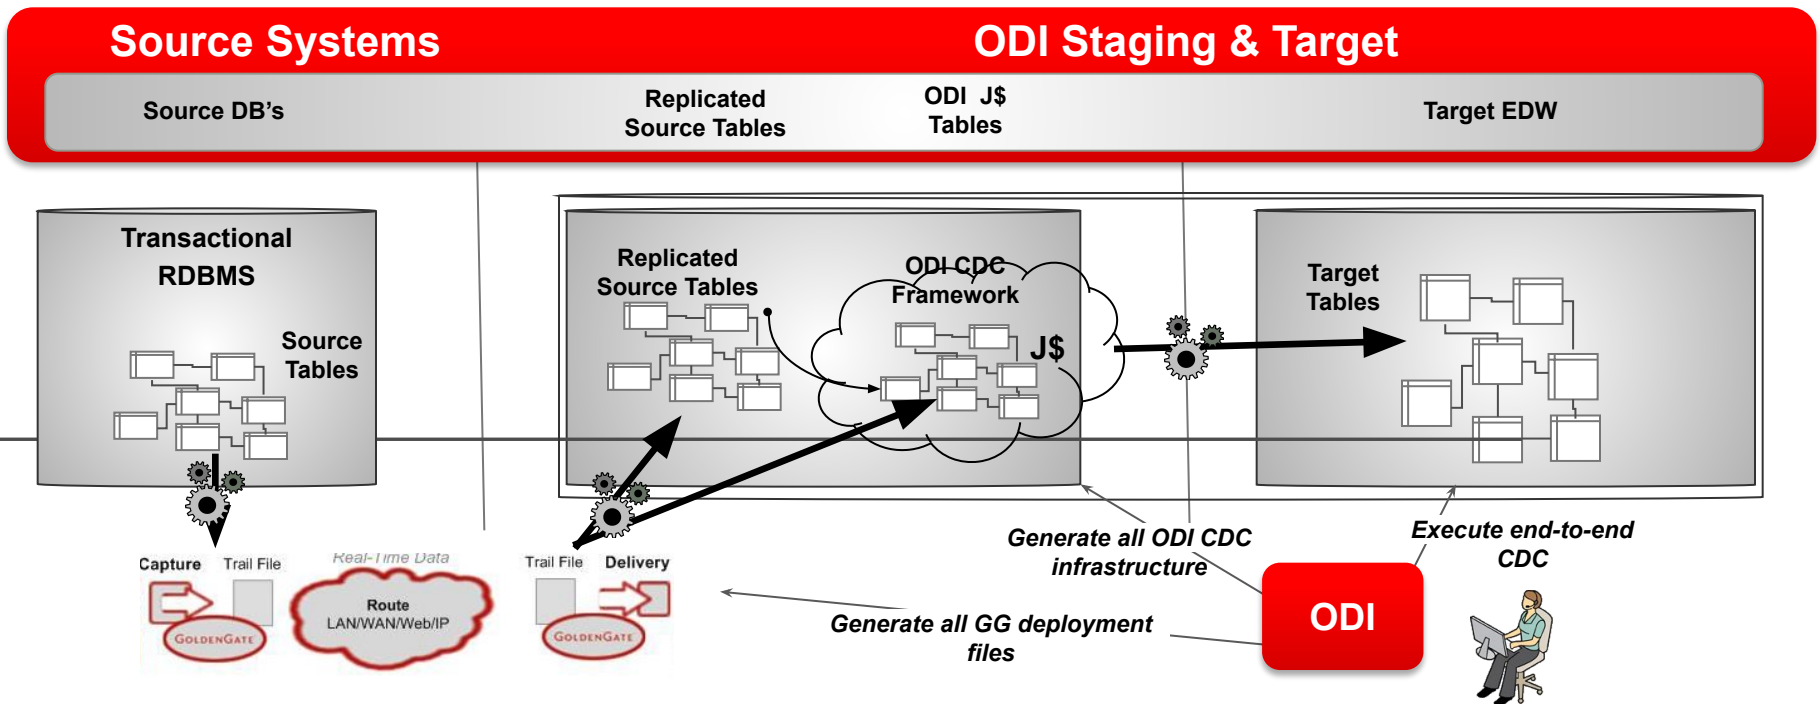 Source Systems
ODI Staging & Target
Source DB's
Replicated
Source Tables
ODI J$
Tables
Target EDW
Transactional
RDBMS
Source
Tables
Replicated
Source Tables
ODI CDC
Framework
J$
Target
Tables
Capture
Trail File
Real-Time Data
Trail File
Delivery
GOLDENGATE
Route
LAN/WAN/Web/IP
GOLDENGATE
Generate all ODI CDC
infrastructure
Execute end-to-end
CDC
Generate all GG deployment
files
ODI